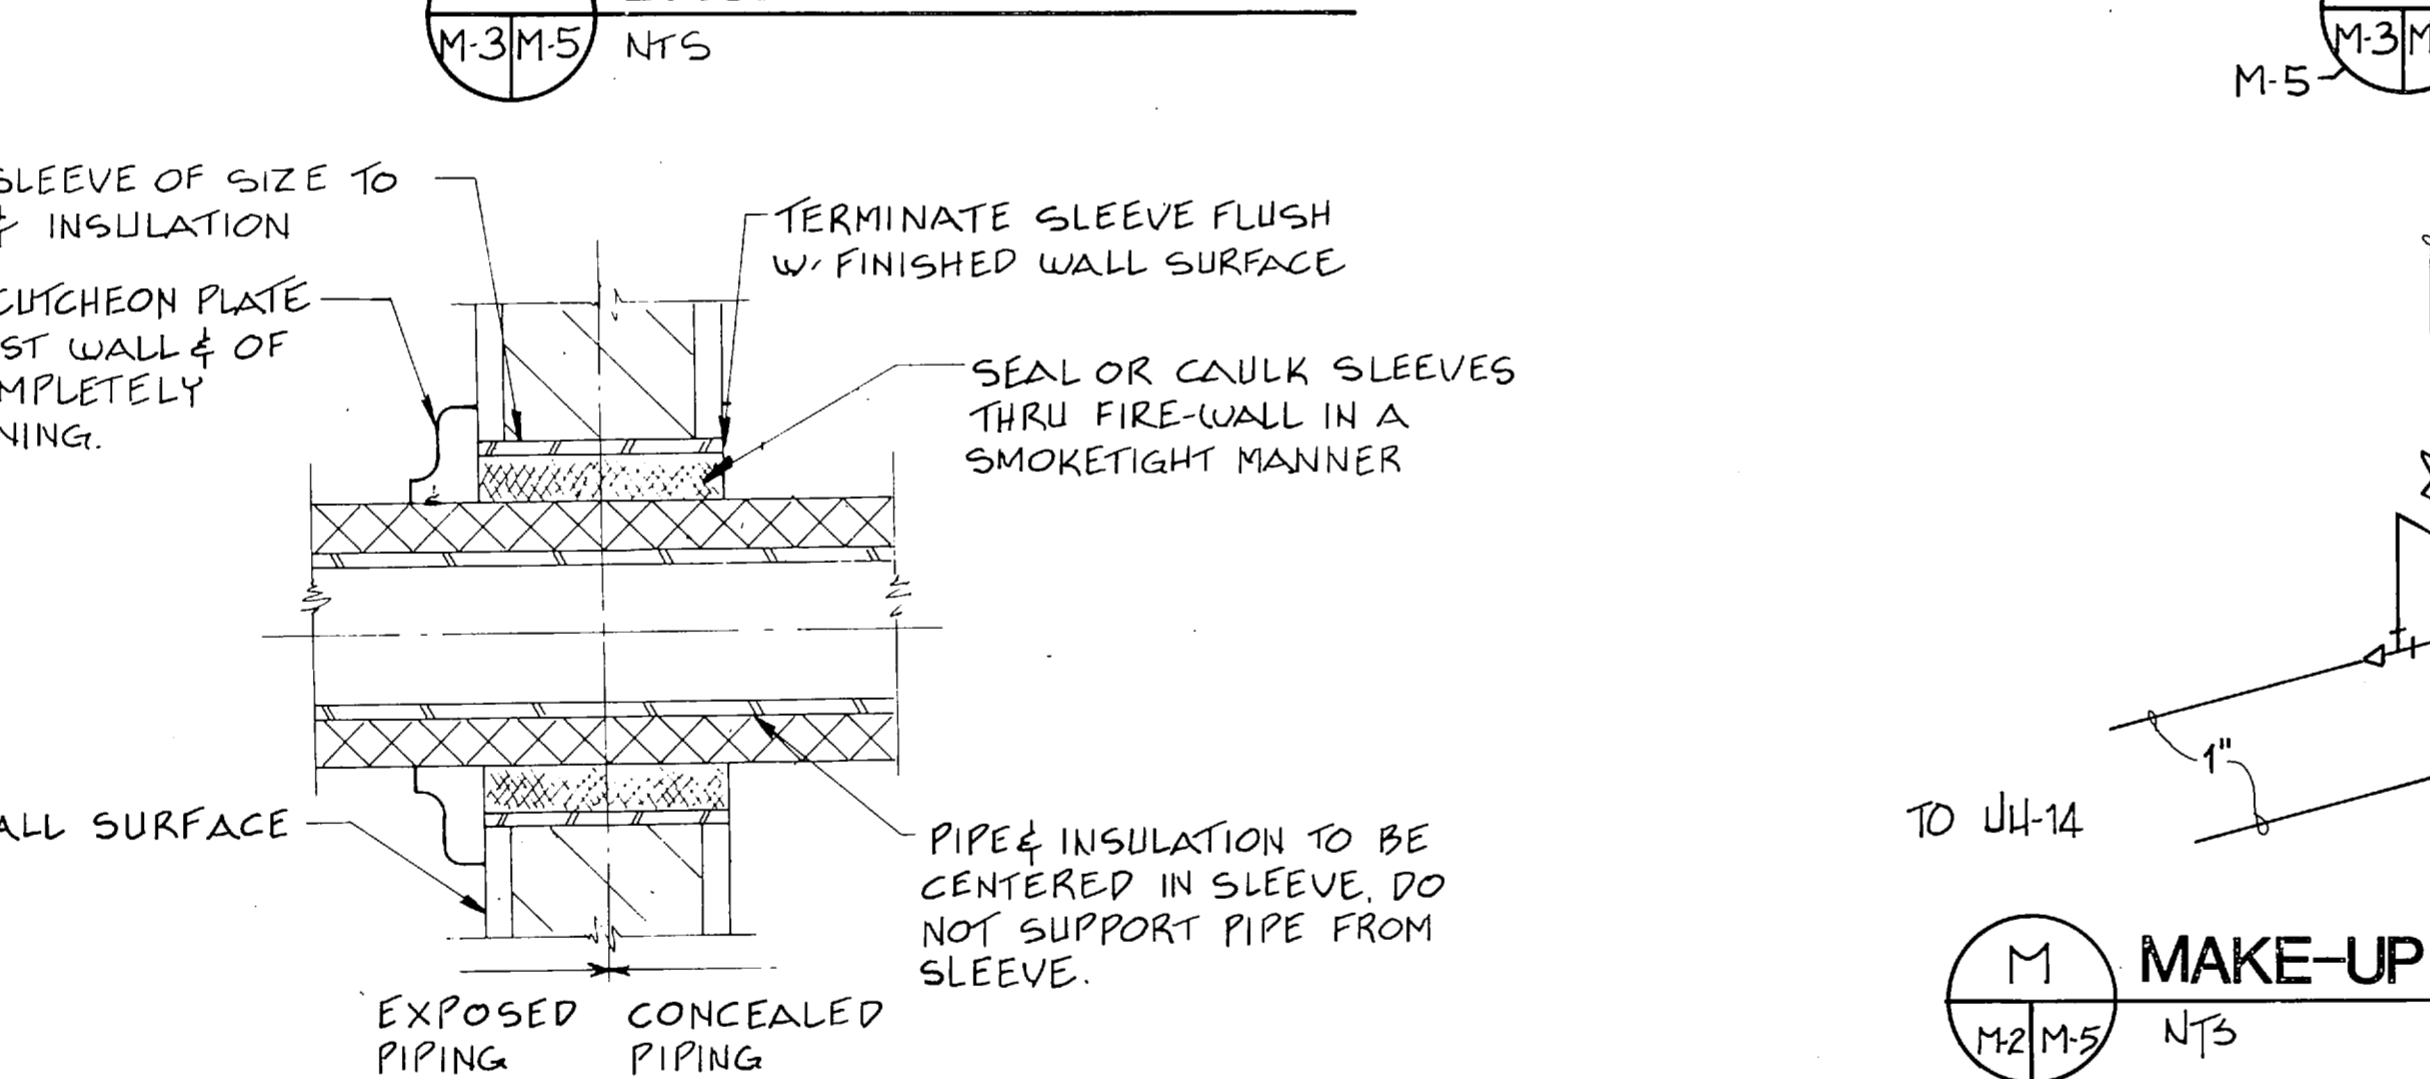 M-3 M-5 NTS
M-3
M-5
SLEEVE OF SIZE TO
& INSULATION
CUTCHEON PLATE
ST WALL & OF
MPLETELY
NING.
TERMINATE SLEEVE FLUSH
W/ FINISHED WALL SURFACE
SEAL OR CAULK SLEEVES
THRU FIRE-WALL IN A
SMOKETIGHT MANNER
ALL SURFACE
PIPE & INSULATION TO BE
CENTERED IN SLEEVE. DO
NOT SUPPORT PIPE FROM
SLEEVE.
EXPOSED
PIPING
CONCEALED
PIPING
1"
TO UH-14
M MAKE-UP
M-2 M-5 NTS